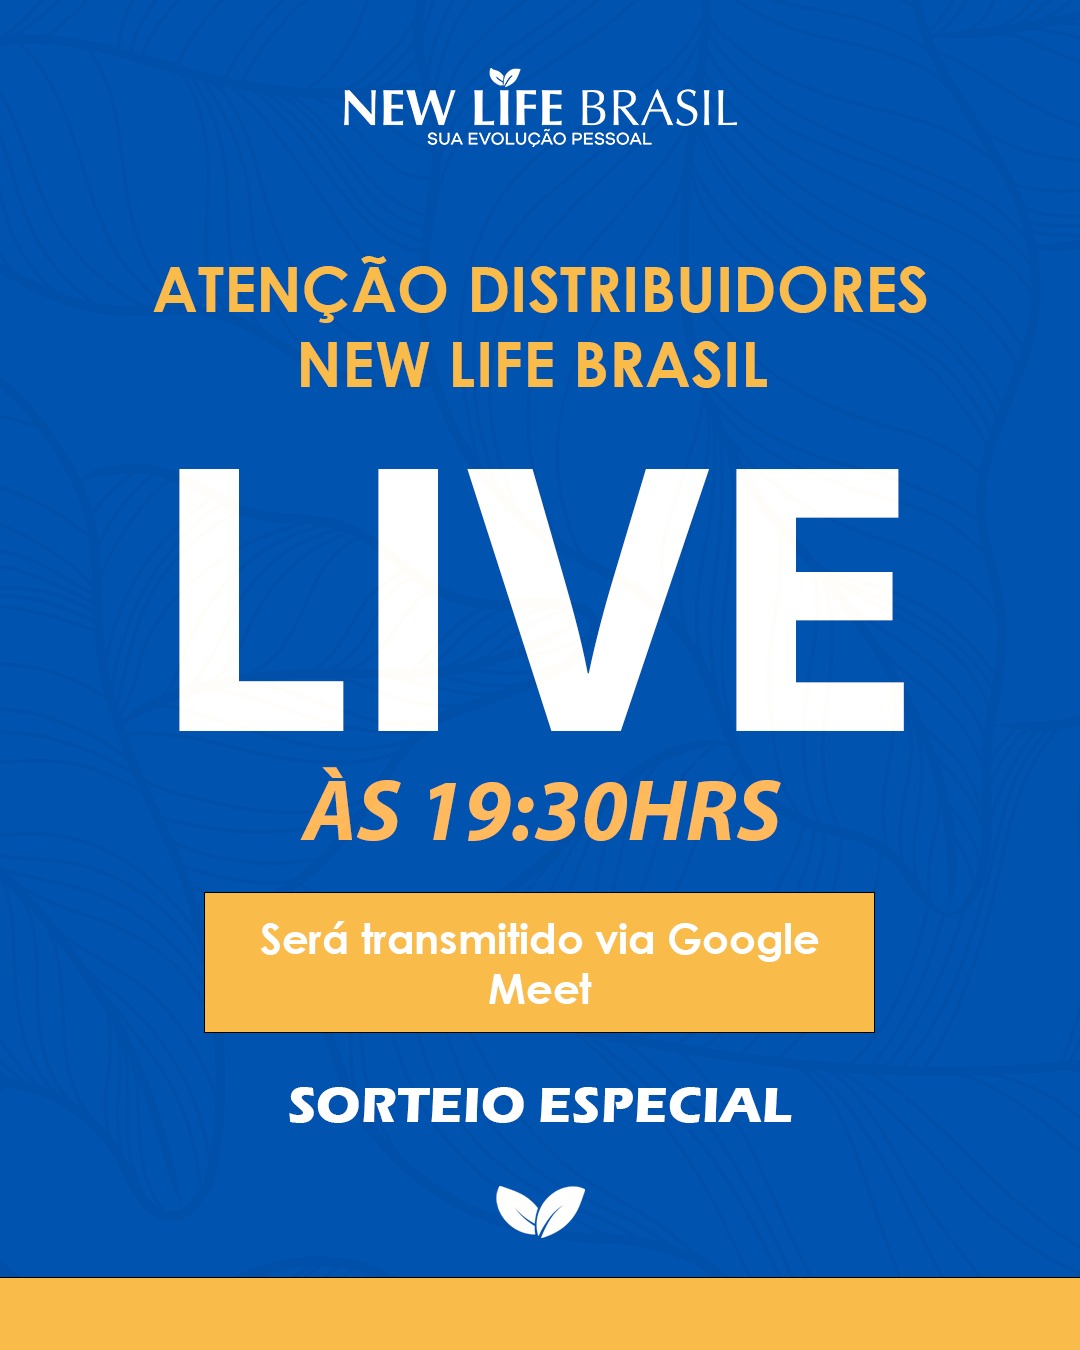 NEW LIFE BRASIL
SUA EVOLUÇÃO PESSOAL
ATENÇÃO DISTRIBUIDORES
NEW LIFE BRASIL
LIVE
ÀS 19:30HRS
Será transmitido via Google
Meet
SORTEIO ESPECIAL